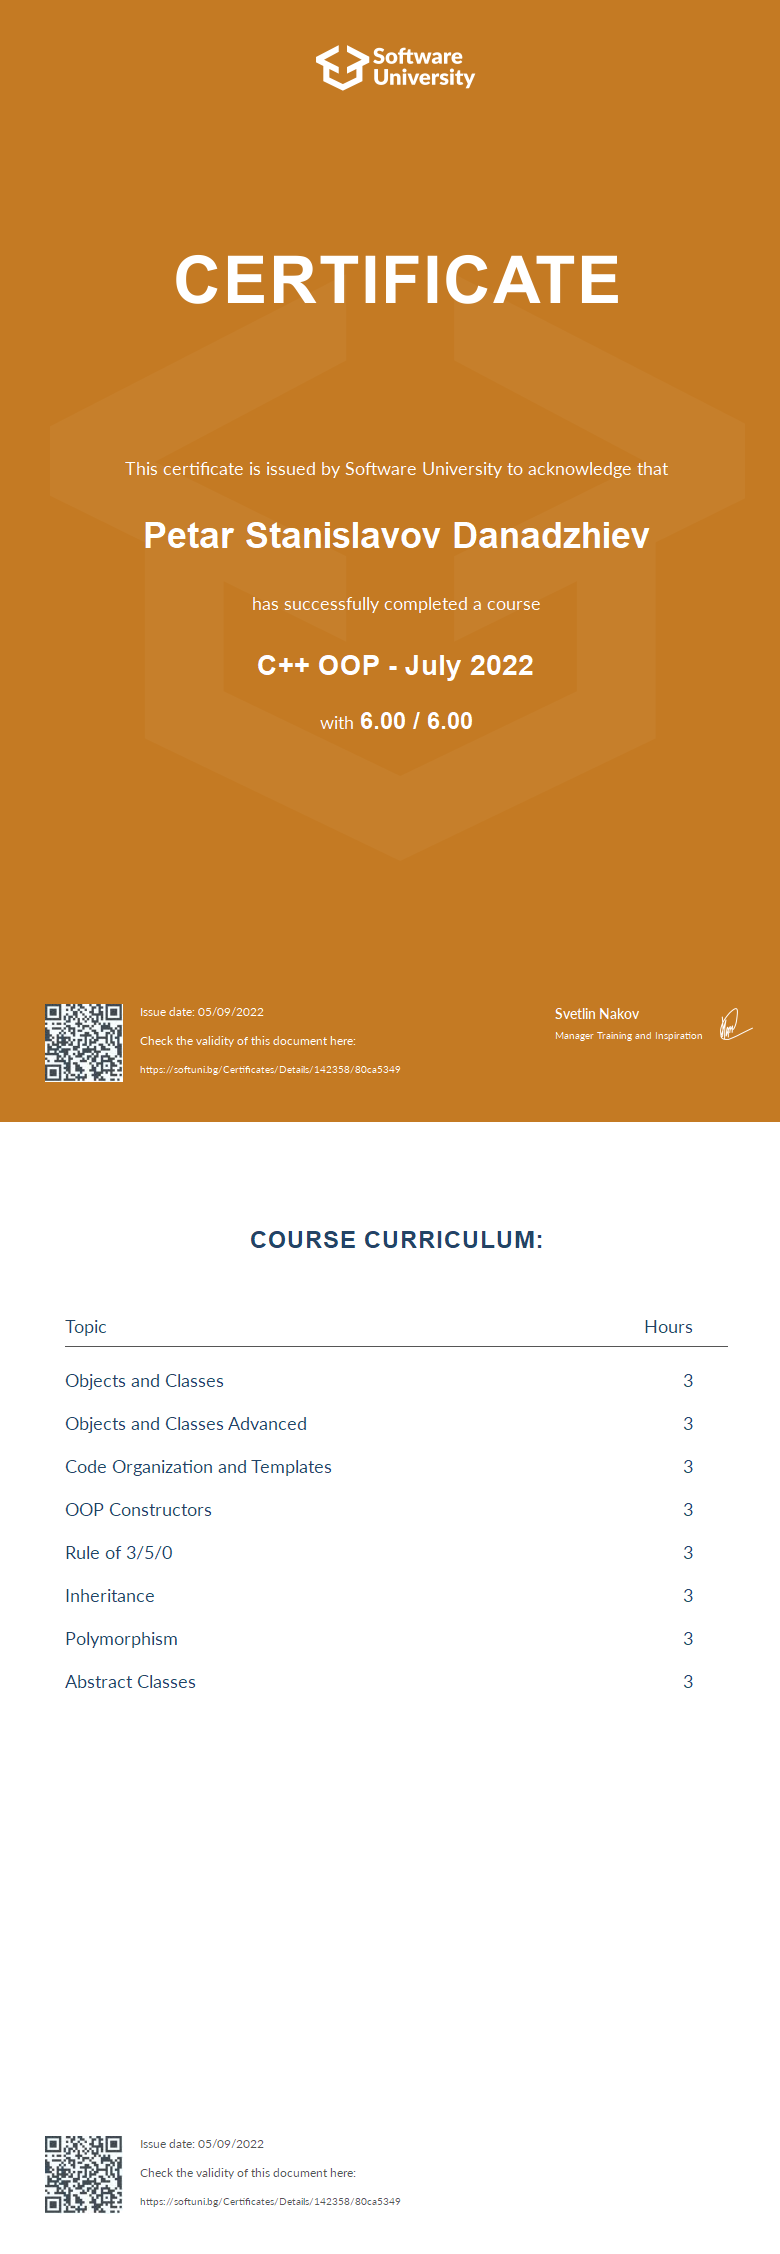 Software
University
CERTIFICATE
This certificate is issued by Software University to acknowledge that
Petar Stanislavov Danadzhiev
has successfully completed a course
C++ OOP - July 2022
with 6.00 / 6.00
Issue date: 05/09/2022
Check the validity of this document here:
https://softuni.bg/Certificates/Details/142358/80ca5349
Svetlin Nakov
Manager Training and Inspiration
COURSE CURRICULUM:
Topic Hours
Objects and Classes 3
Objects and Classes Advanced 3
Code Organization and Templates 3
OOP Constructors 3
Rule of 3/5/0 3
Inheritance 3
Polymorphism 3
Abstract Classes 3
Issue date: 05/09/2022
Check the validity of this document here:
https://softuni.bg/Certificates/Details/142358/80ca5349